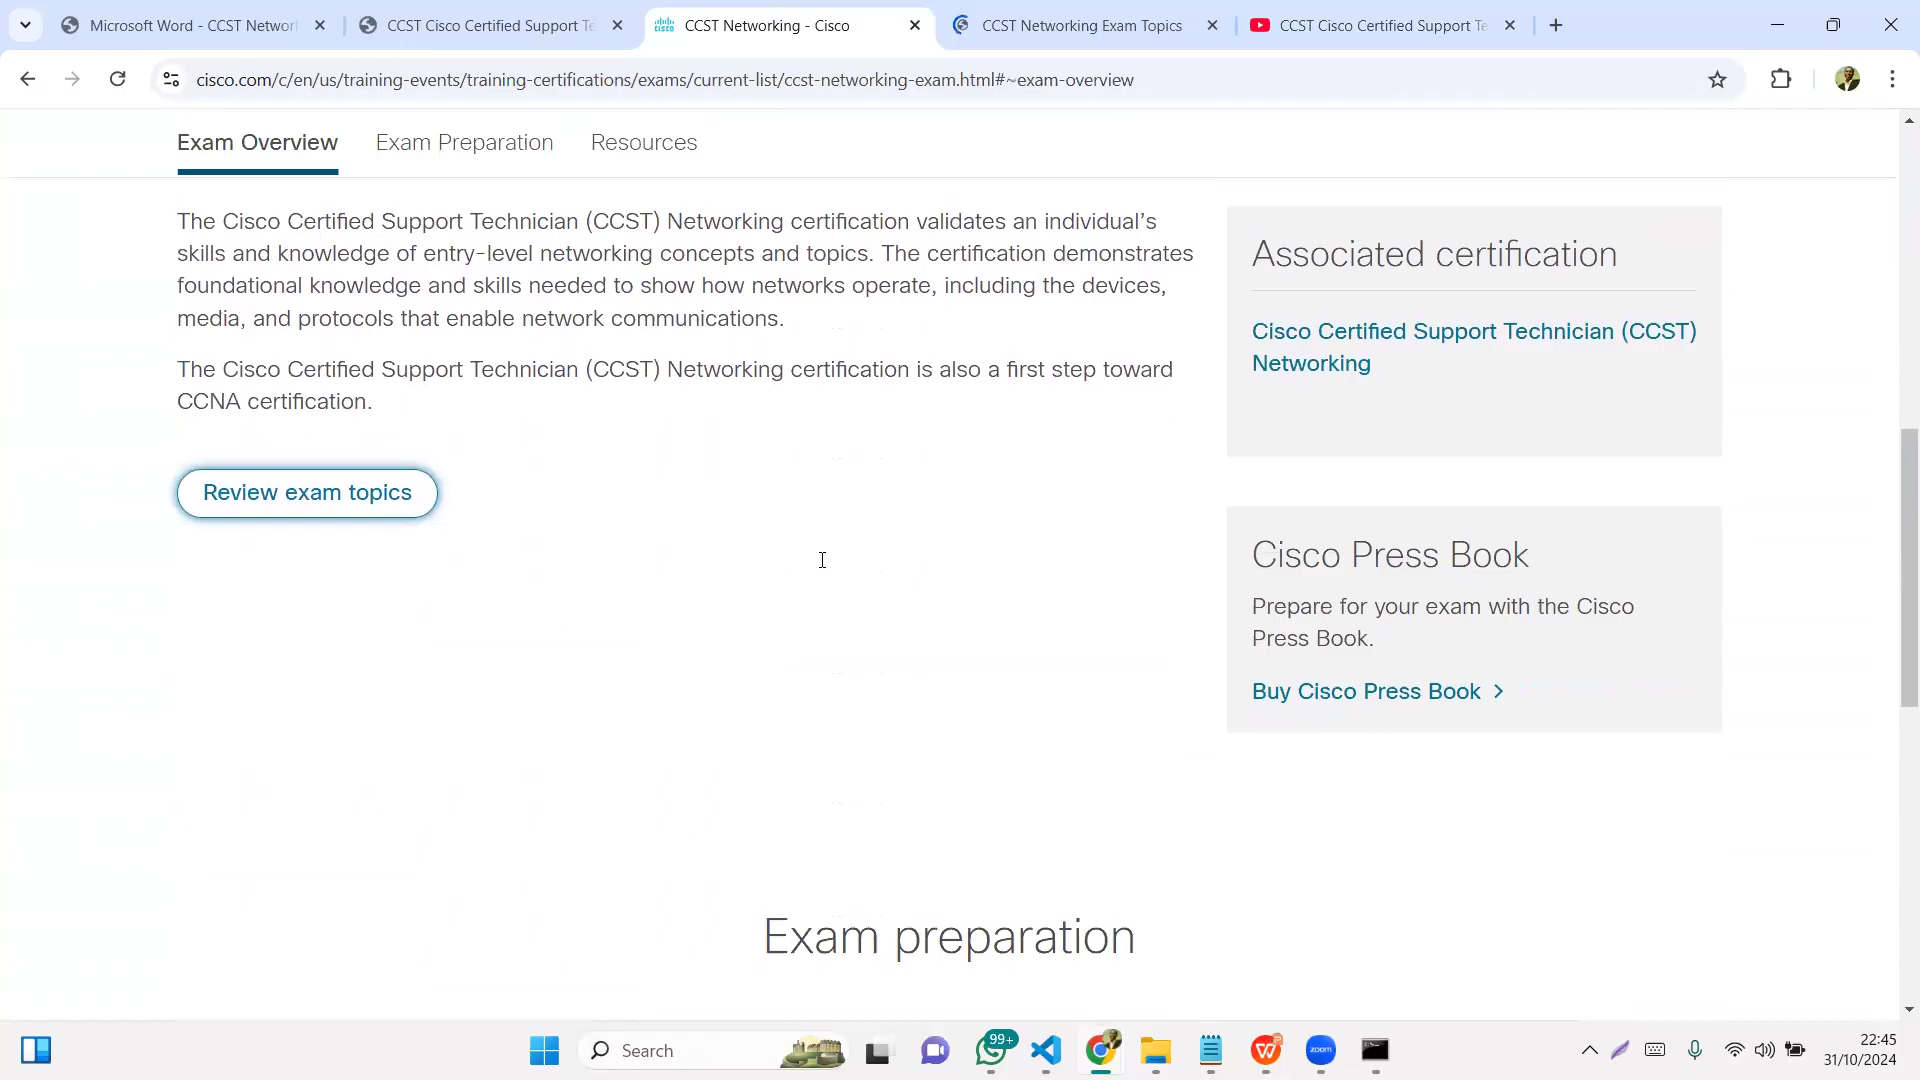 Microsoft Word - CCST Networ
CCST Cisco Certified Support Te
CCST Networking - Cisco
CCST Networking Exam Topics
CCST Cisco Certified Support Te
cisco.com/c/en/us/training-events/training-certifications/exams/current-list/ccst-networking-exam.html#~exam-overview
Exam Overview
Exam Preparation
Resources
The Cisco Certified Support Technician (CCST) Networking certification validates an individual’s
skills and knowledge of entry-level networking concepts and topics. The certification demonstrates
foundational knowledge and skills needed to show how networks operate, including the devices,
media, and protocols that enable network communications.
The Cisco Certified Support Technician (CCST) Networking certification is also a first step toward
CCNA certification.
Review exam topics
Associated certification
Cisco Certified Support Technician (CCST)
Networking
Cisco Press Book
Prepare for your exam with the Cisco
Press Book.
Buy Cisco Press Book
Exam preparation
Search
99+
zoom
22:45
31/10/2024